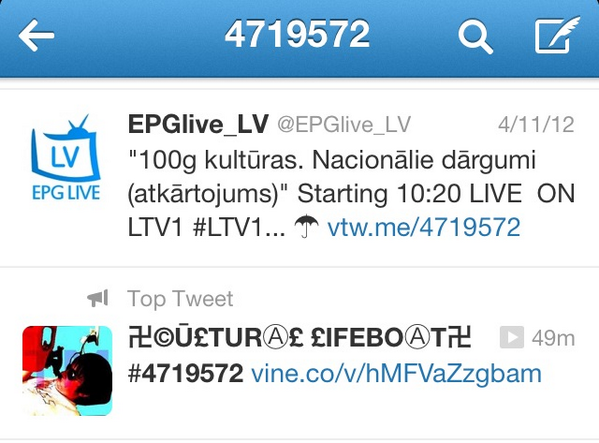 4719572
LV
EPG LIVE
EPGlive_LV @EPGlive_LV 4/11/12
"100g kultūras. Nacionālie dārgumi
(atkārtojums)" Starting 10:20 LIVE  ON
LTV1 #LTV1... ☂ vtw.me/4719572
Top Tweet
卍©Ū£TURⒶ£ £IFEBOⒶT卍 49m
#4719572 vine.co/v/hMFVaZzgbam